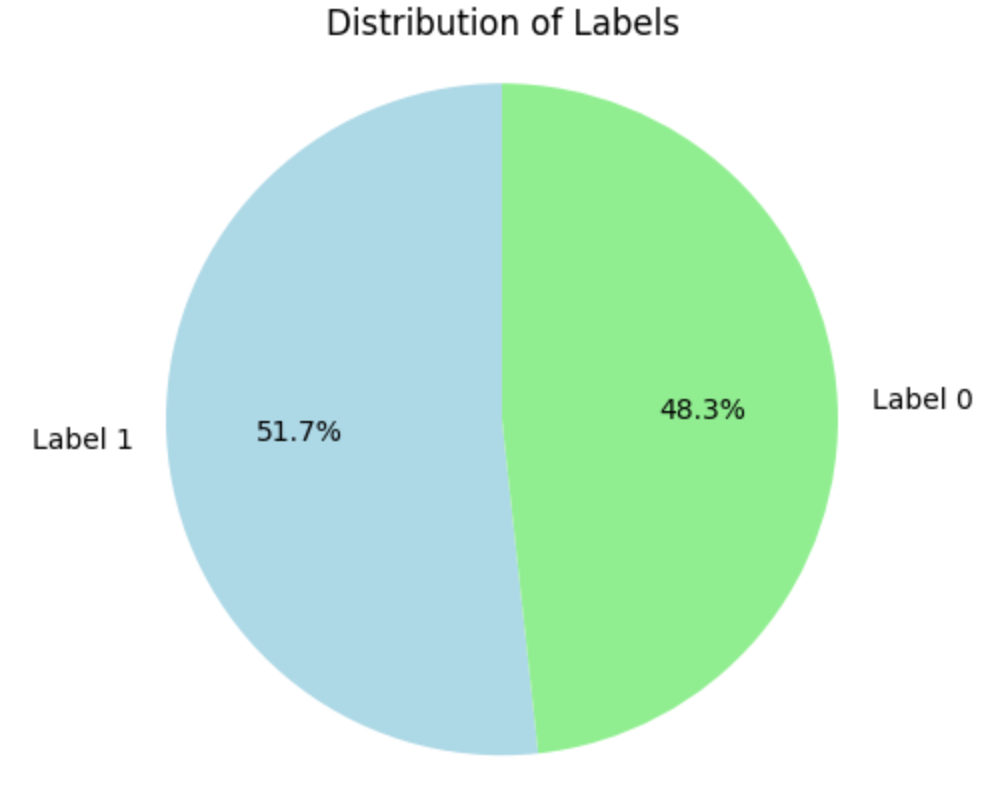 Distribution of Labels
48.3%
Label 0
51.7%
Label 1